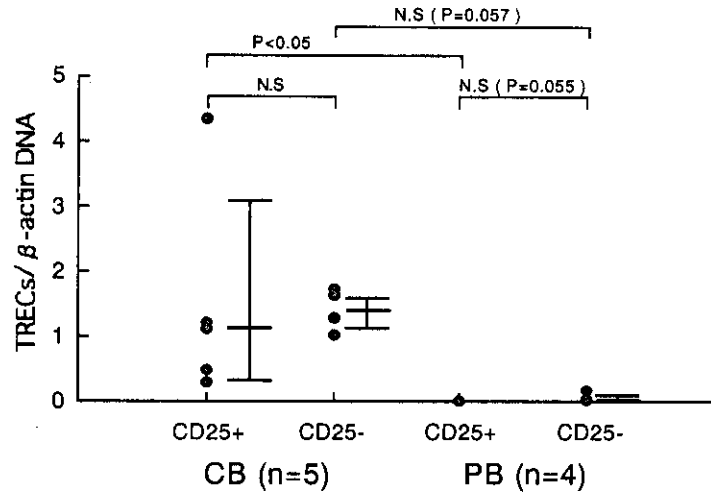 N.S ( P=0.057)
P<0.05
N.S
N.S ( P=0.055)
TRECs/ β-actin DNA
5
4
3
2
1
0
CD25+
CD25-
CD25+
CD25-
CB (n=5)
PB (n=4)